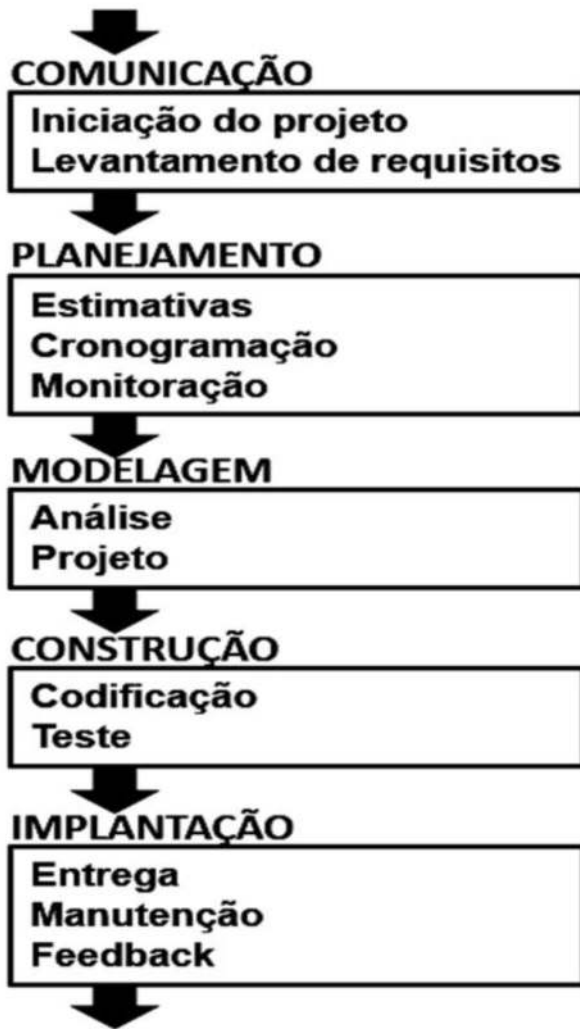 COMUNICAÇÃO
Iniciação do projeto
Levantamento de requisitos
PLANEJAMENTO
Estimativas
Cronogramação
Monitoração
MODELAGEM
Análise
Projeto
CONSTRUÇÃO
Codificação
Teste
IMPLANTAÇÃO
Entrega
Manutenção
Feedback